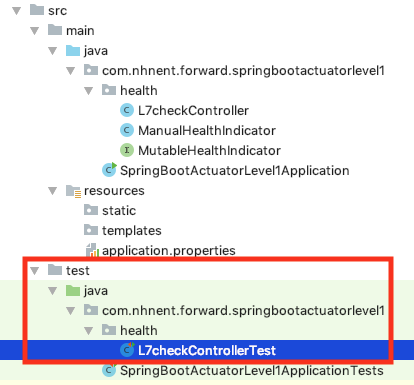 src
main
java
com.nhnent.forward.springbootactuatorlevel1
health
L7checkController
ManualHealthIndicator
MutableHealthIndicator
SpringBootActuatorLevel1Application
resources
static
templates
application.properties
test
java
com.nhnent.forward.springbootactuatorlevel1
health
L7checkControllerTest
SpringBootActuatorLevel1ApplicationTests